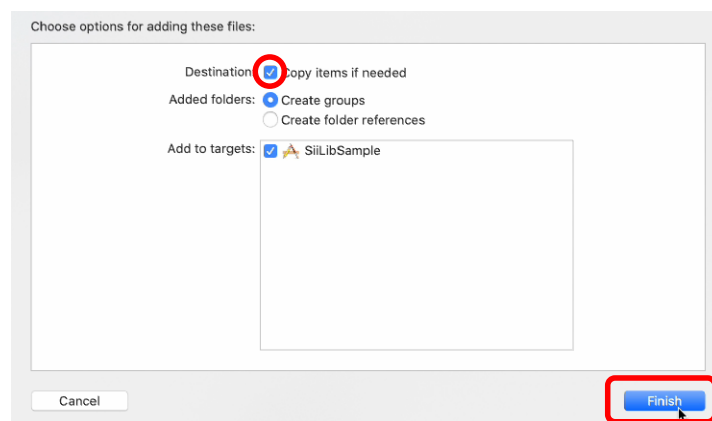 Choose options for adding these files:
Destination: Copy items if needed
Added folders: Create groups
Create folder references
Add to targets: SiiLibSample
Cancel
Finish